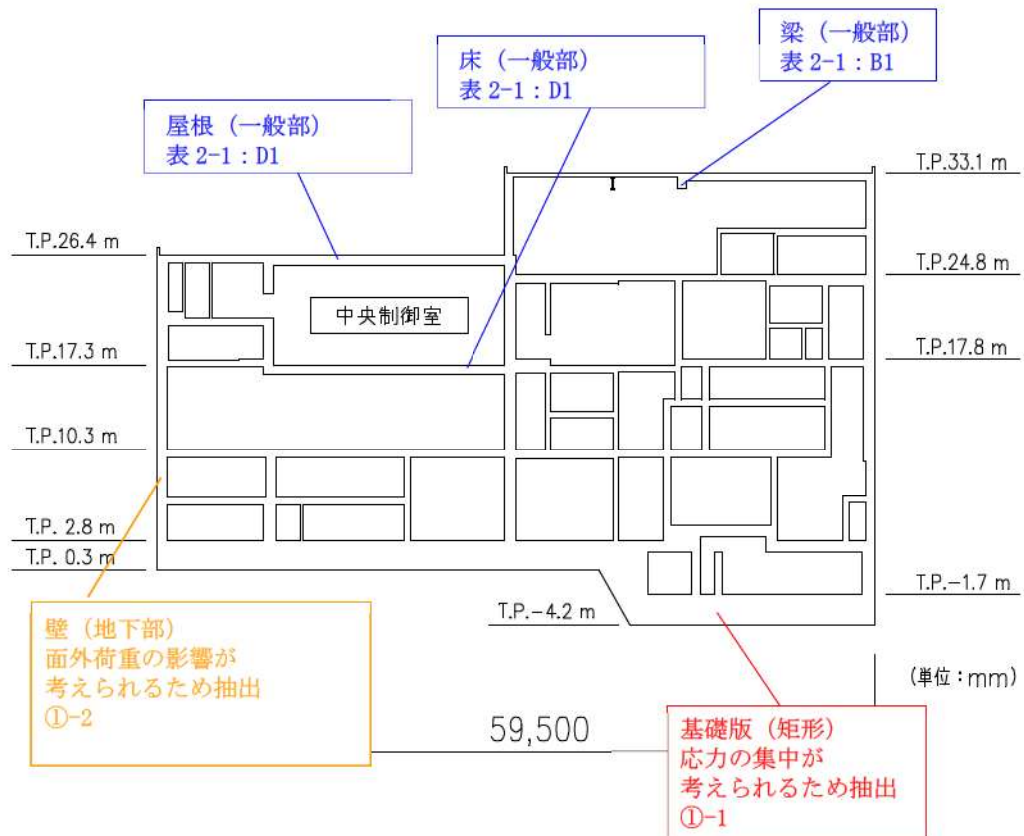 梁（一般部）
表 2-1：B1
床（一般部）
表 2-1：D1
屋根（一般部）
表 2-1：D1
T.P.33.1 m
T.P.26.4 m
T.P.24.8 m
中央制御室
T.P.17.3 m
T.P.17.8 m
T.P.10.3 m
T.P. 2.8 m
T.P. 0.3 m
T.P.-1.7 m
T.P.-4.2 m
壁（地下部）
面外荷重の影響が
考えられるため抽出
①-2
(単位：mm)
59,500
基礎版（矩形）
応力の集中が
考えられるため抽出
①-1